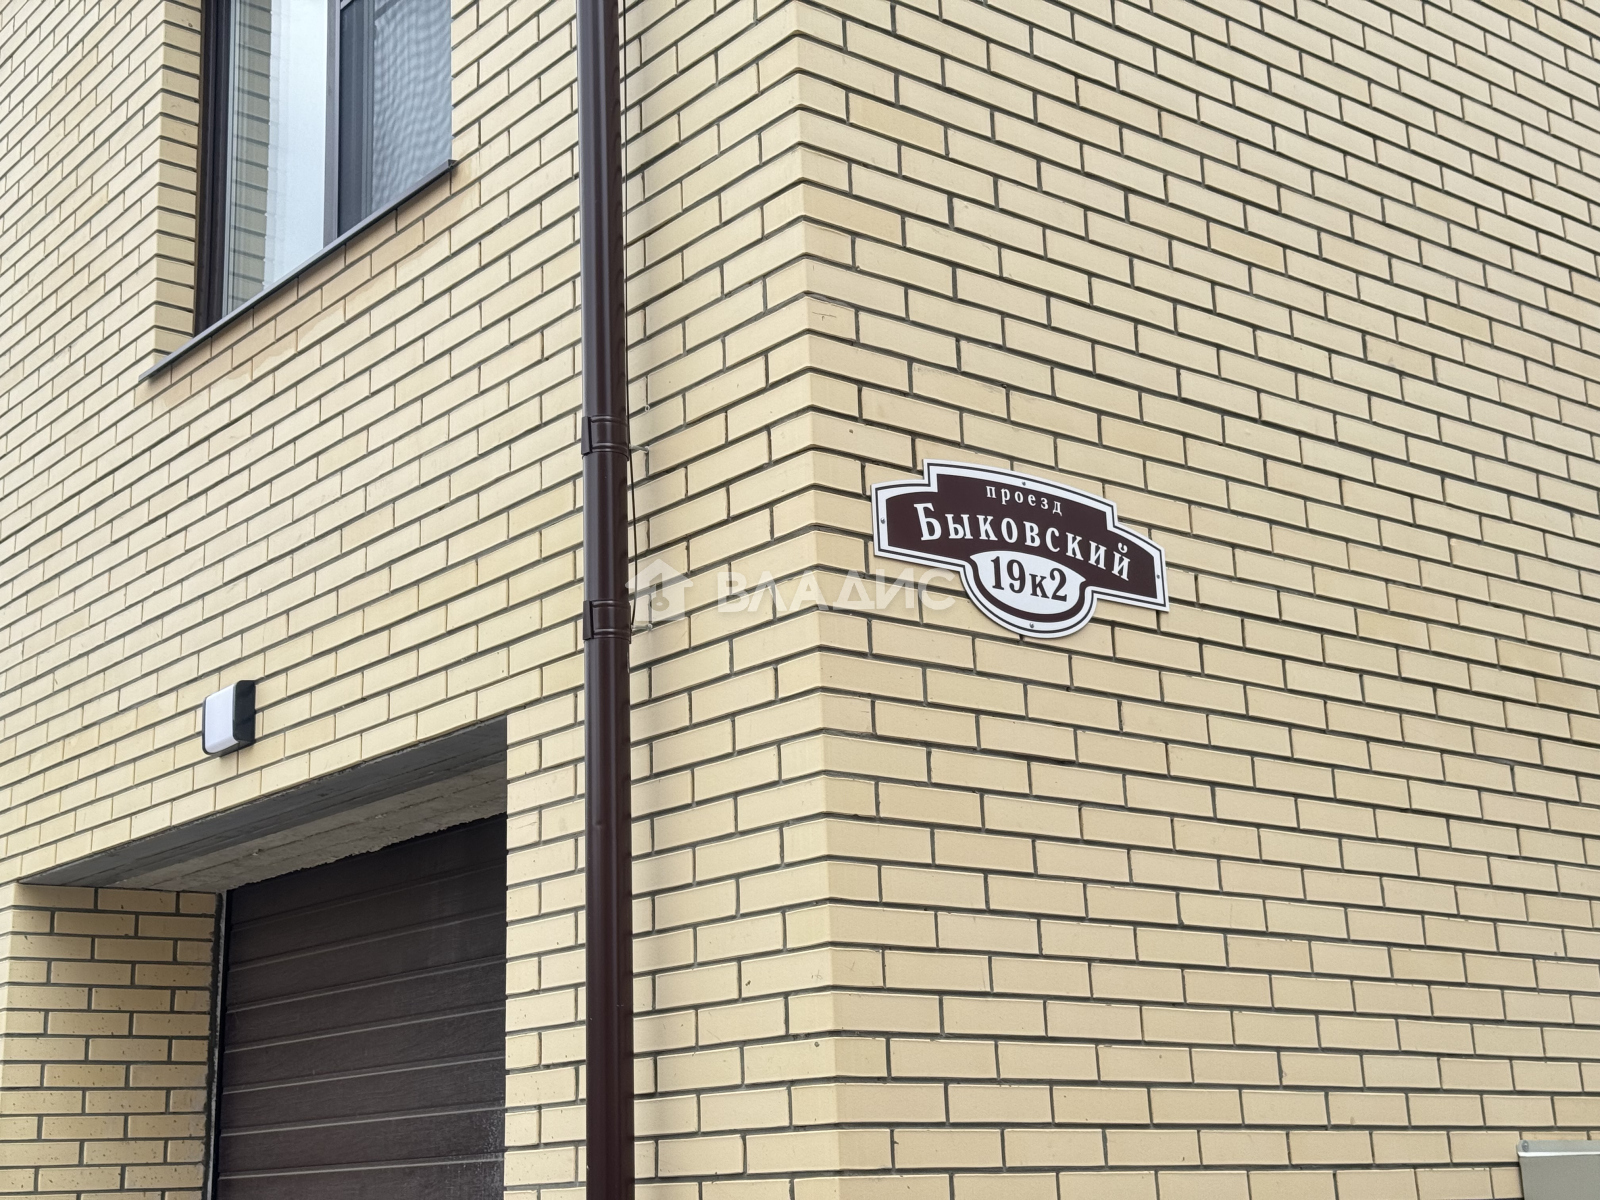 проезд
Быковский
19к2
ВЛАДИС